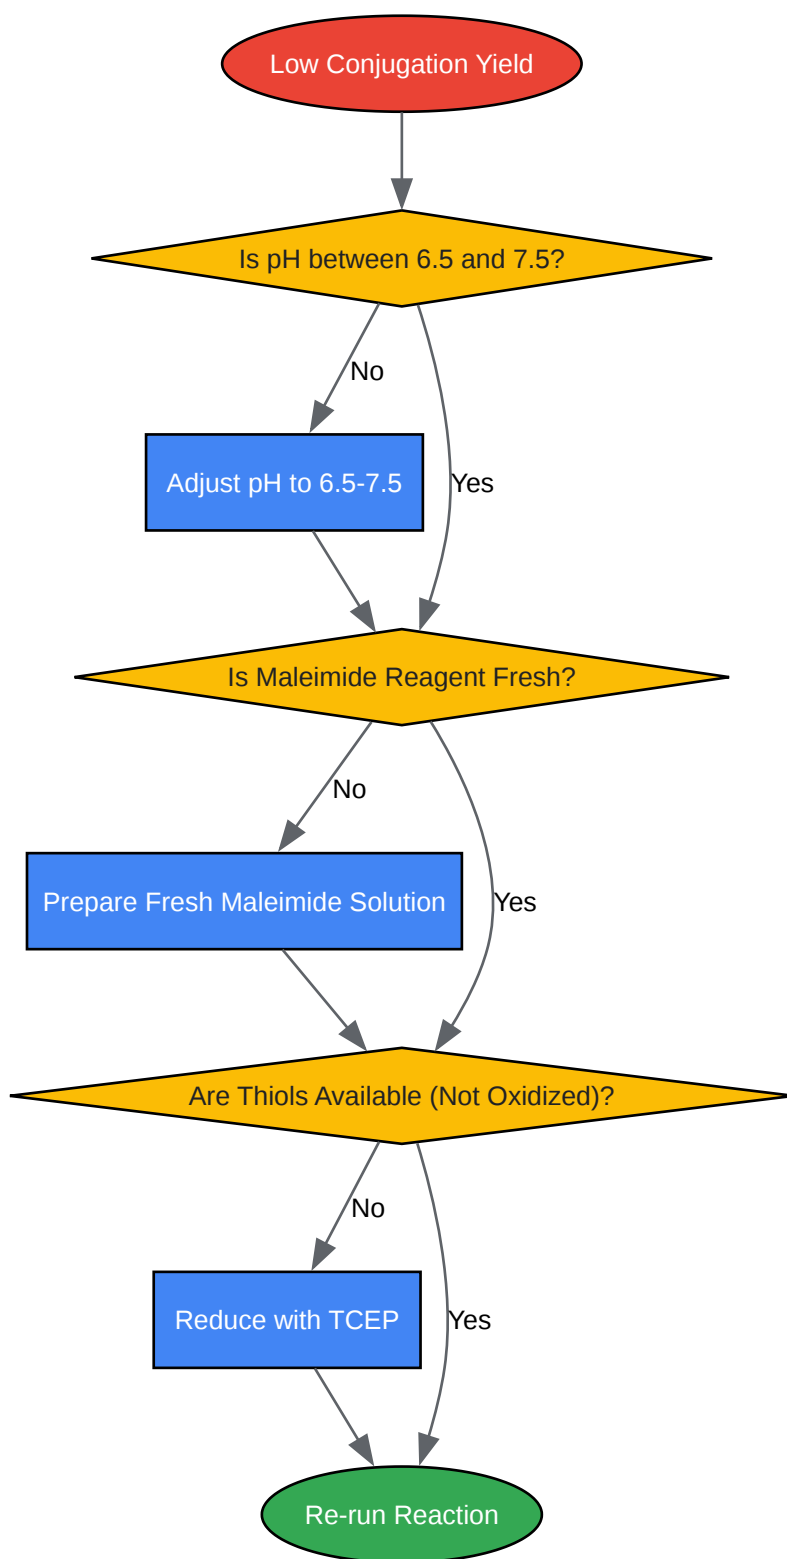 Low Conjugation Yield
Is pH between 6.5 and 7.5?
No
Adjust pH to 6.5-7.5
Yes
Is Maleimide Reagent Fresh?
No
Prepare Fresh Maleimide Solution
Yes
Are Thiols Available (Not Oxidized)?
No
Reduce with TCEP
Yes
Re-run Reaction